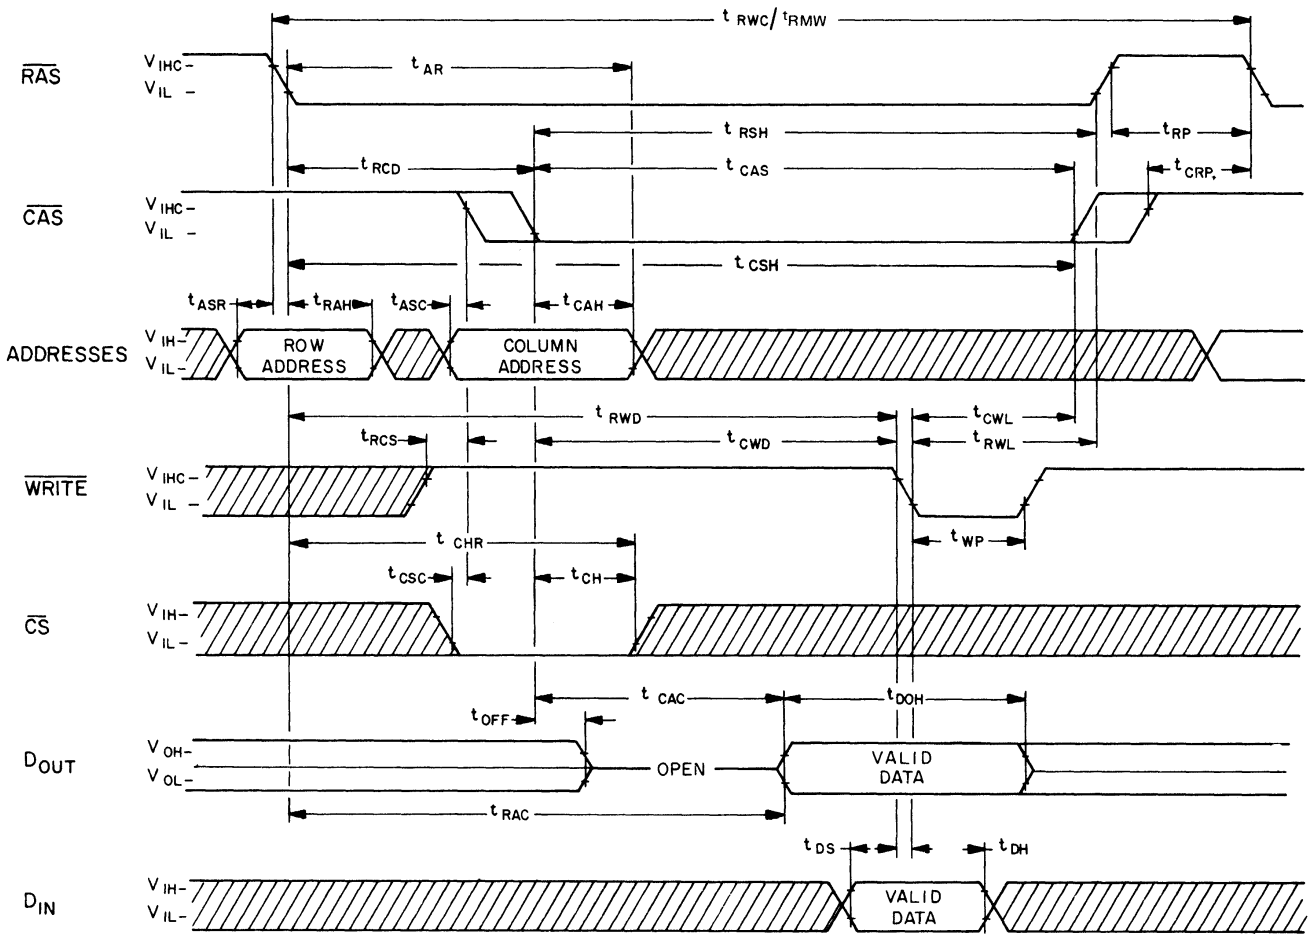 t RWC/ tRMW
RAS
V IHC
V IL
t AR
t RSH
t RP
t RCD
t CAS
t CRP,
CAS
V IHC
V IL
t CSH
t ASR
t RAH
t ASC
t CAH
ADDRESSES
V IH
V IL
ROW ADDRESS
COLUMN ADDRESS
t RWD
t CWL
t RCS
t CWD
t RWL
WRITE
V IHC
V IL
t CHR
t WP
t CSC
t CH
CS
V IH
V IL
t CAC
t DOH
t OFF
D OUT
V OH
V OL
OPEN
VALID DATA
t RAC
t DS
t DH
D IN
V IH
V IL
VALID DATA